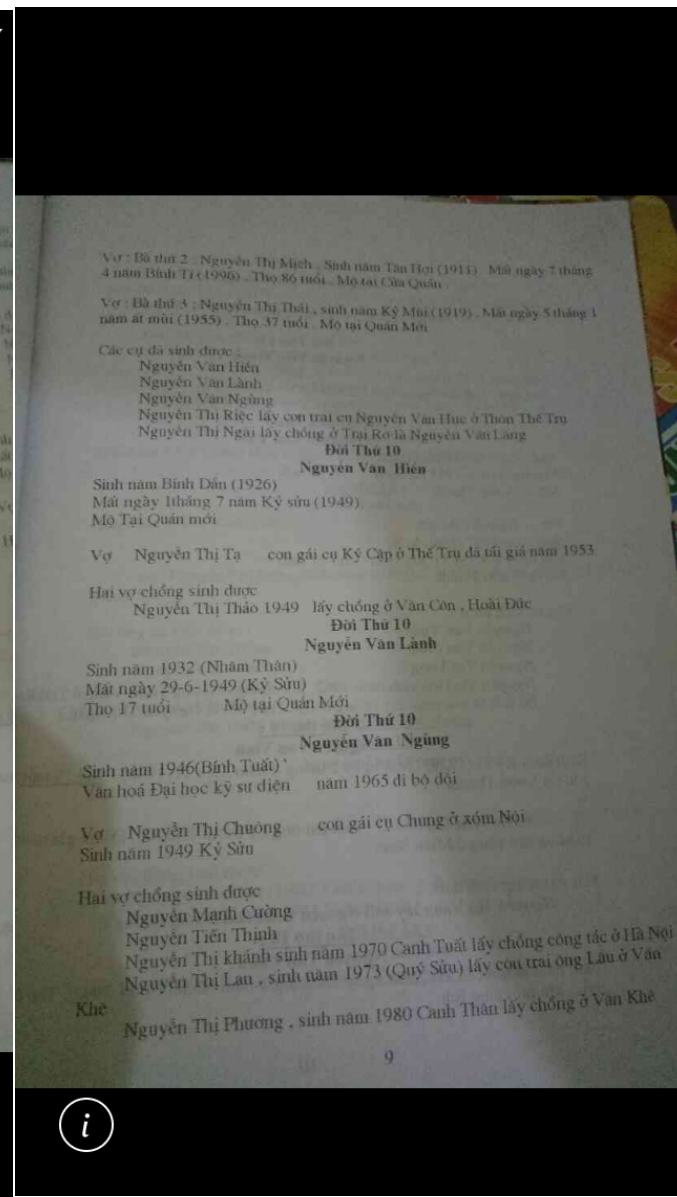 Vợ : Bà thứ 2 : Nguyễn Thị Mịch . Sinh năm Tân Hợi (1911) . Mất ngày 7 tháng
4 năm Bính Tí (1996) . Thọ 86 tuổi . Mộ tại Cửa Quán .
Vợ : Bà thứ 3 : Nguyễn Thị Thái , sinh năm Kỷ Mùi (1919) . Mất ngày 5 tháng 1
năm ất mùi (1955) . Thọ 37 tuổi . Mộ tại Quán Mới
Các cụ đã sinh được :
Nguyễn Văn Hiên
Nguyễn Văn Lành
Nguyễn Văn Ngùng
Nguyễn Thị Riệc lấy con trai cụ Nguyễn Văn Huc ở Thôn Thế Trụ
Nguyễn Thị Ngải lấy chồng ở Trại Ro là Nguyễn Văn Lăng
Đời Thứ 10
Nguyễn Văn Hiên
Sinh năm Bính Dần (1926)
Mất ngày 1tháng 7 năm Kỷ sửu (1949)
Mộ Tại Quán mới
Vợ Nguyễn Thị Tạ con gái cụ Ký Cập ở Thế Trụ đã tái giá năm 1953
Hai vợ chồng sinh được
Nguyễn Thị Thảo 1949 lấy chồng ở Vân Côn , Hoài Đức
Đời Thứ 10
Nguyễn Văn Lành
Sinh năm 1932 (Nhâm Thân)
Mất ngày 29-6-1949 (Kỷ Sửu)
Thọ 17 tuổi Mộ tại Quán Mới
Đời Thứ 10
Nguyễn Văn Ngùng
Sinh năm 1946(Bính Tuất)
Văn hoá Đại học kỹ sư điện năm 1965 đi bộ đội
Vợ Nguyễn Thị Chuông con gái cụ Chung ở xóm Nội
Sinh năm 1949 Kỷ Sửu
Hai vợ chồng sinh được
Nguyễn Mạnh Cường
Nguyễn Tiến Thịnh
Nguyễn Thị khánh sinh năm 1970 Canh Tuất lấy chồng công tác ở Hà Nội
Nguyễn Thị Lan , sinh năm 1973 (Quý Sửu) lấy con trai ông Lâu ở Văn
Khê
Nguyễn Thị Phương , sinh năm 1980 Canh Thân lấy chồng ở Văn Khê
9
i